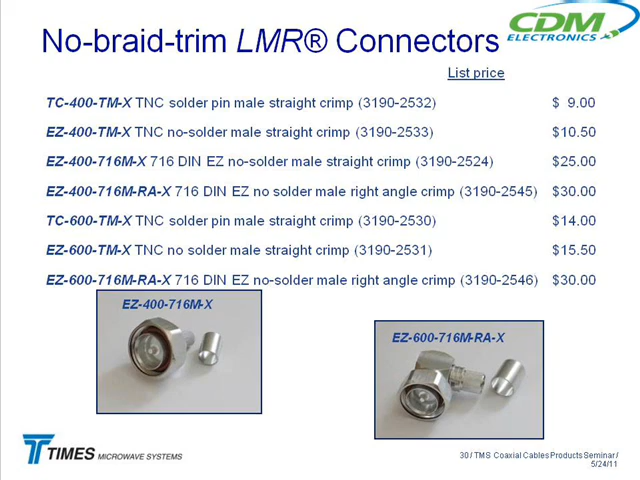 CDM
ELECTRONICS
No-braid-trim LMR® Connectors
List price
TC-400-TM-X TNC solder pin male straight crimp (3190-2532) $ 9.00
EZ-400-TM-X TNC no-solder male straight crimp (3190-2533) $10.50
EZ-400-716M-X 716 DIN EZ no-solder male straight crimp (3190-2524) $25.00
EZ-400-716M-RA-X 716 DIN EZ no solder male right angle crimp (3190-2545) $30.00
TC-600-TM-X TNC solder pin male straight crimp (3190-2530) $14.00
EZ-600-TM-X TNC no solder male straight crimp (3190-2531) $15.50
EZ-600-716M-RA-X 716 DIN EZ no-solder male right angle crimp (3190-2546) $30.00
EZ-400-716M-X
EZ-600-716M-RA-X
TIMES MICROWAVE SYSTEMS
30 / TMS Coaxial Cables Products Seminar /
5/24/11